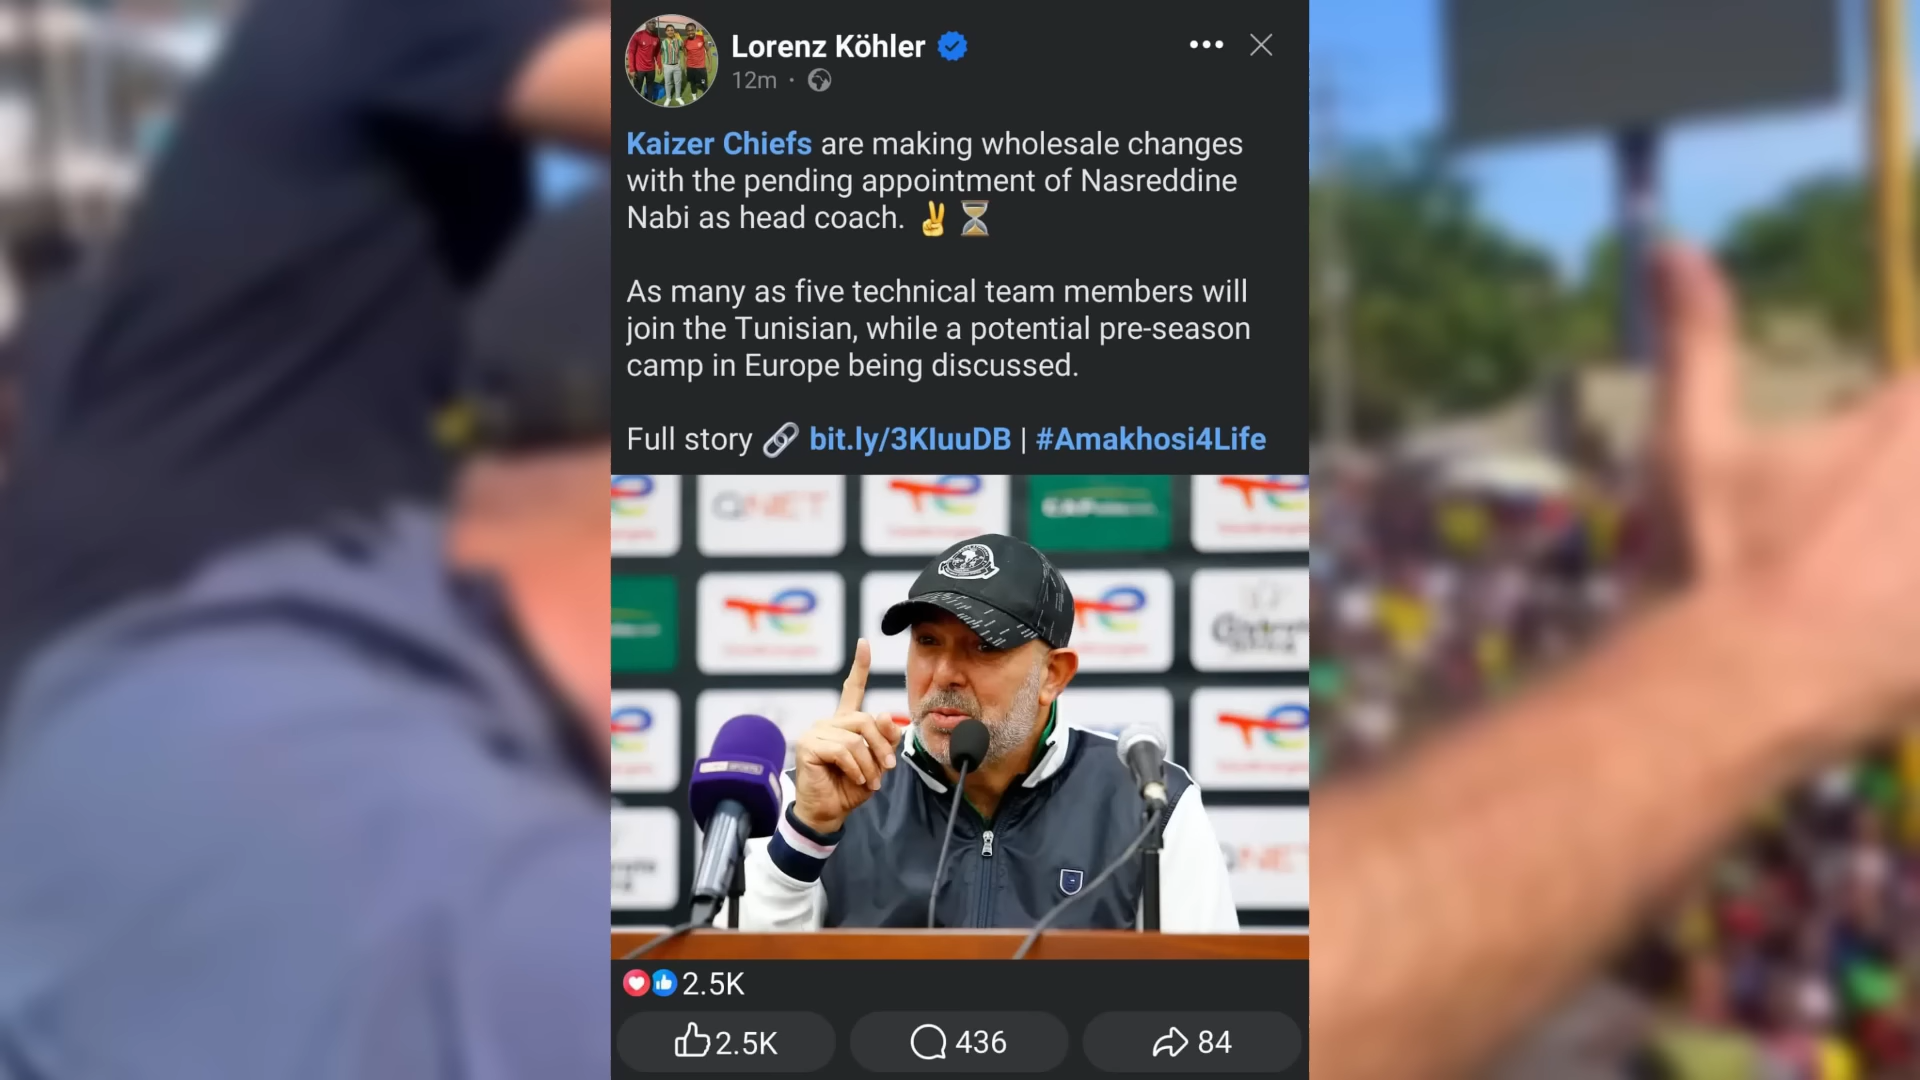 Lorenz Köhler
12m ·
Kaizer Chiefs are making wholesale changes
with the pending appointment of Nasreddine
Nabi as head coach. ✌️⏳
As many as five technical team members will
join the Tunisian, while a potential pre-season
camp in Europe being discussed.
Full story 🔗 bit.ly/3KIuuDB | #Amakhosi4Life
QNET
2.5K
2.5K
436
84